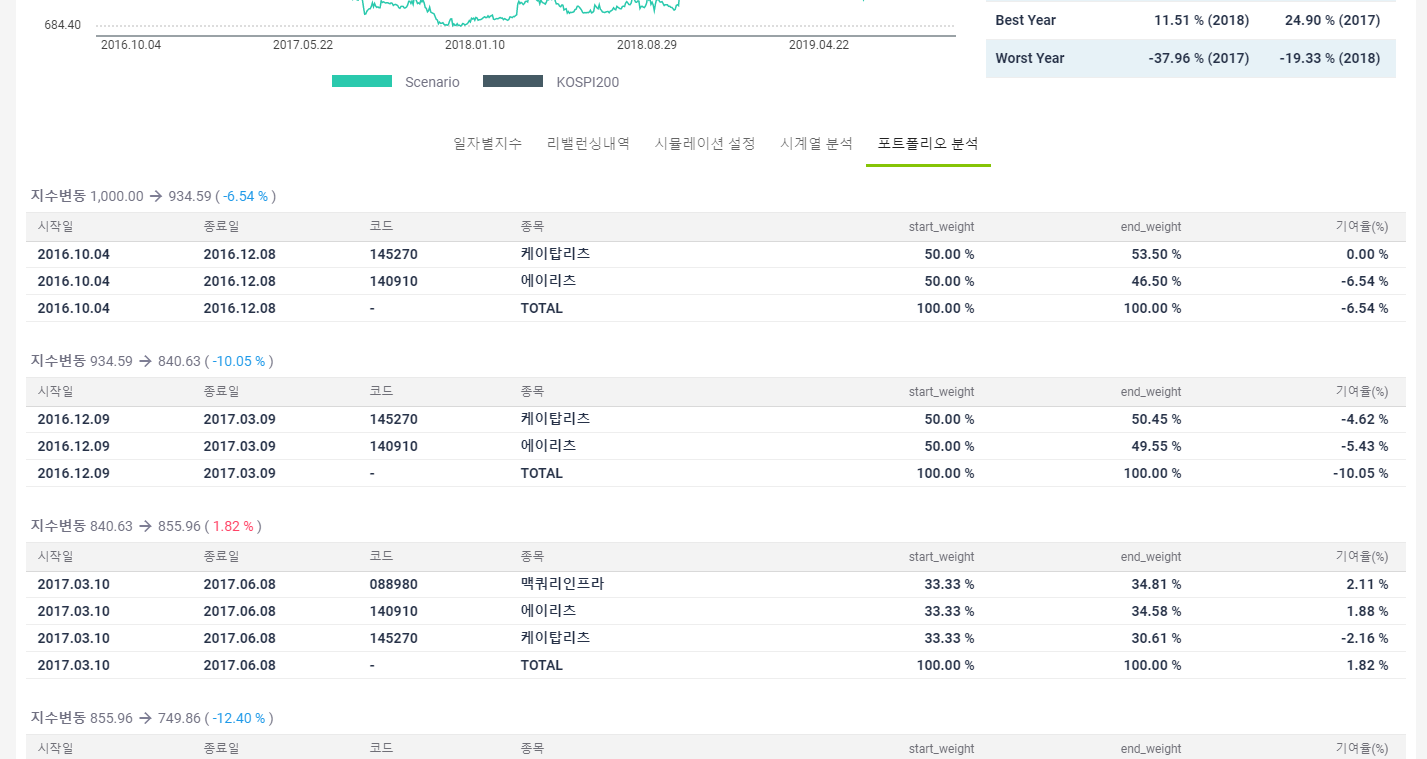 684.40
2016.10.04 2017.05.22 2018.01.10 2018.08.29 2019.04.22
Scenario KOSPI200
Best Year 11.51 % (2018) 24.90 % (2017)
Worst Year -37.96 % (2017) -19.33 % (2018)
일자별지수 리밸런싱내역 시뮬레이션 설정 시계열 분석 포트폴리오 분석
지수변동 1,000.00 → 934.59 ( -6.54 % )
시작일 종료일 코드 종목 start_weight end_weight 기여율(%)
2016.10.04 2016.12.08 145270 케이탑리츠 50.00 % 53.50 % 0.00 %
2016.10.04 2016.12.08 140910 에이리츠 50.00 % 46.50 % -6.54 %
2016.10.04 2016.12.08 - TOTAL 100.00 % 100.00 % -6.54 %
지수변동 934.59 → 840.63 ( -10.05 % )
시작일 종료일 코드 종목 start_weight end_weight 기여율(%)
2016.12.09 2017.03.09 145270 케이탑리츠 50.00 % 50.45 % -4.62 %
2016.12.09 2017.03.09 140910 에이리츠 50.00 % 49.55 % -5.43 %
2016.12.09 2017.03.09 - TOTAL 100.00 % 100.00 % -10.05 %
지수변동 840.63 → 855.96 ( 1.82 % )
시작일 종료일 코드 종목 start_weight end_weight 기여율(%)
2017.03.10 2017.06.08 088980 맥쿼리인프라 33.33 % 34.81 % 2.11 %
2017.03.10 2017.06.08 140910 에이리츠 33.33 % 34.58 % 1.88 %
2017.03.10 2017.06.08 145270 케이탑리츠 33.33 % 30.61 % -2.16 %
2017.03.10 2017.06.08 - TOTAL 100.00 % 100.00 % 1.82 %
지수변동 855.96 → 749.86 ( -12.40 % )
시작일 종료일 코드 종목 start_weight end_weight 기여율(%)